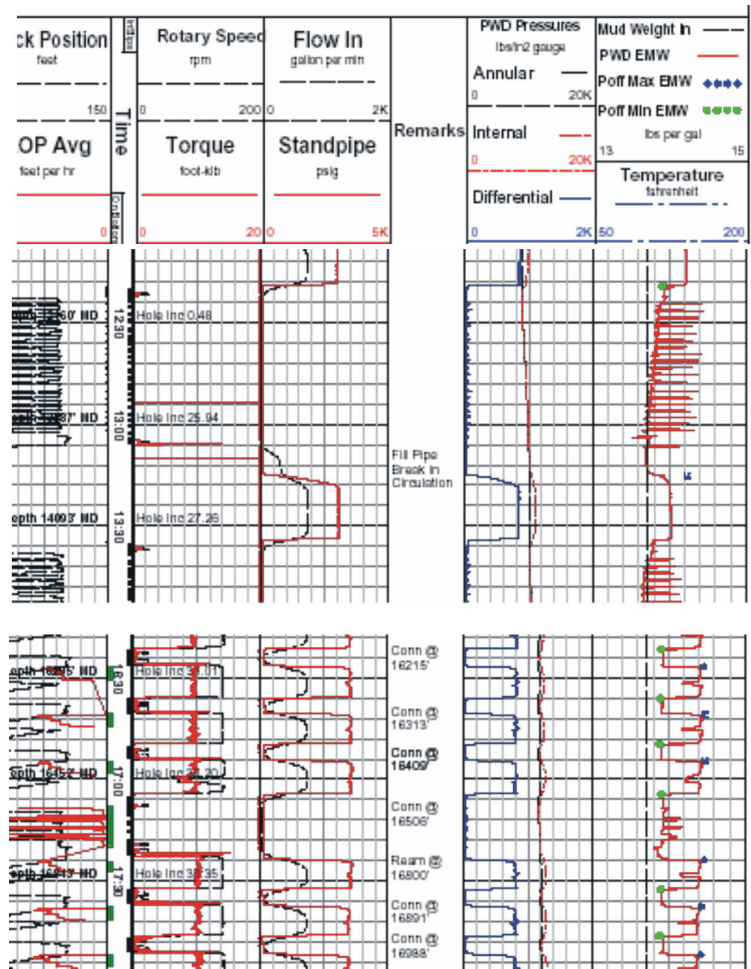 ck Position
feet
150
OP Avg
feet per hr
0
Time
Rotary Speed
rpm
0 200
Torque
foot-klb
20
Flow In
gallon per min
0 2K
Standpipe
psig
0 5K
Remarks
PWD Pressures
lbs/in2 gauge
Annular
0 20K
Internal
0 20K
Differential
0 2K
Mud Weight In
PWD EMW
Poff Max EMW
Poff Min EMW
lbs per gal
13 15
Temperature
fahrenheit
50 200
12:30
Hole Inc 0.48
13:00
Hole Inc 25.94
Fill Pipe
Break In
Circulation
epth 14093' MD
13:30
Hole Inc 27.26
Conn @
16215'
16:30
Conn @
16313'
Conn @
16409'
17:00
Conn @
16506'
Ream @
16800'
17:30
Conn @
16891'
Conn @
16988'